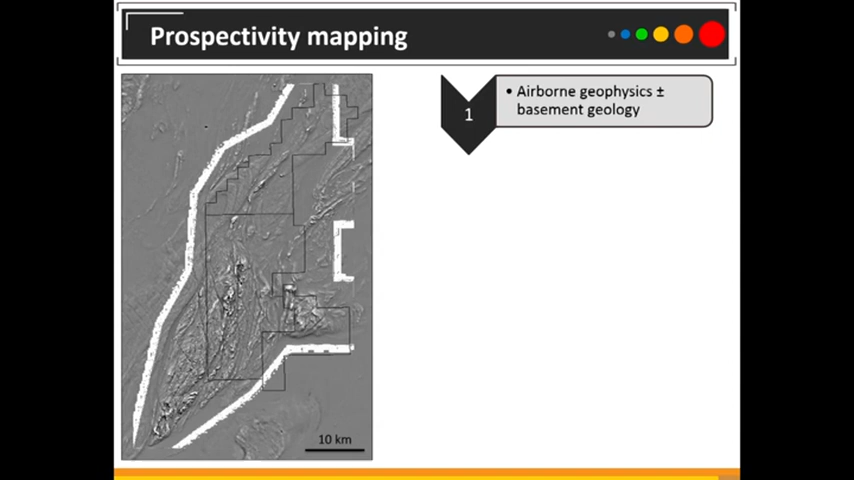 Prospectivity mapping
1
• Airborne geophysics ±
basement geology
10 km